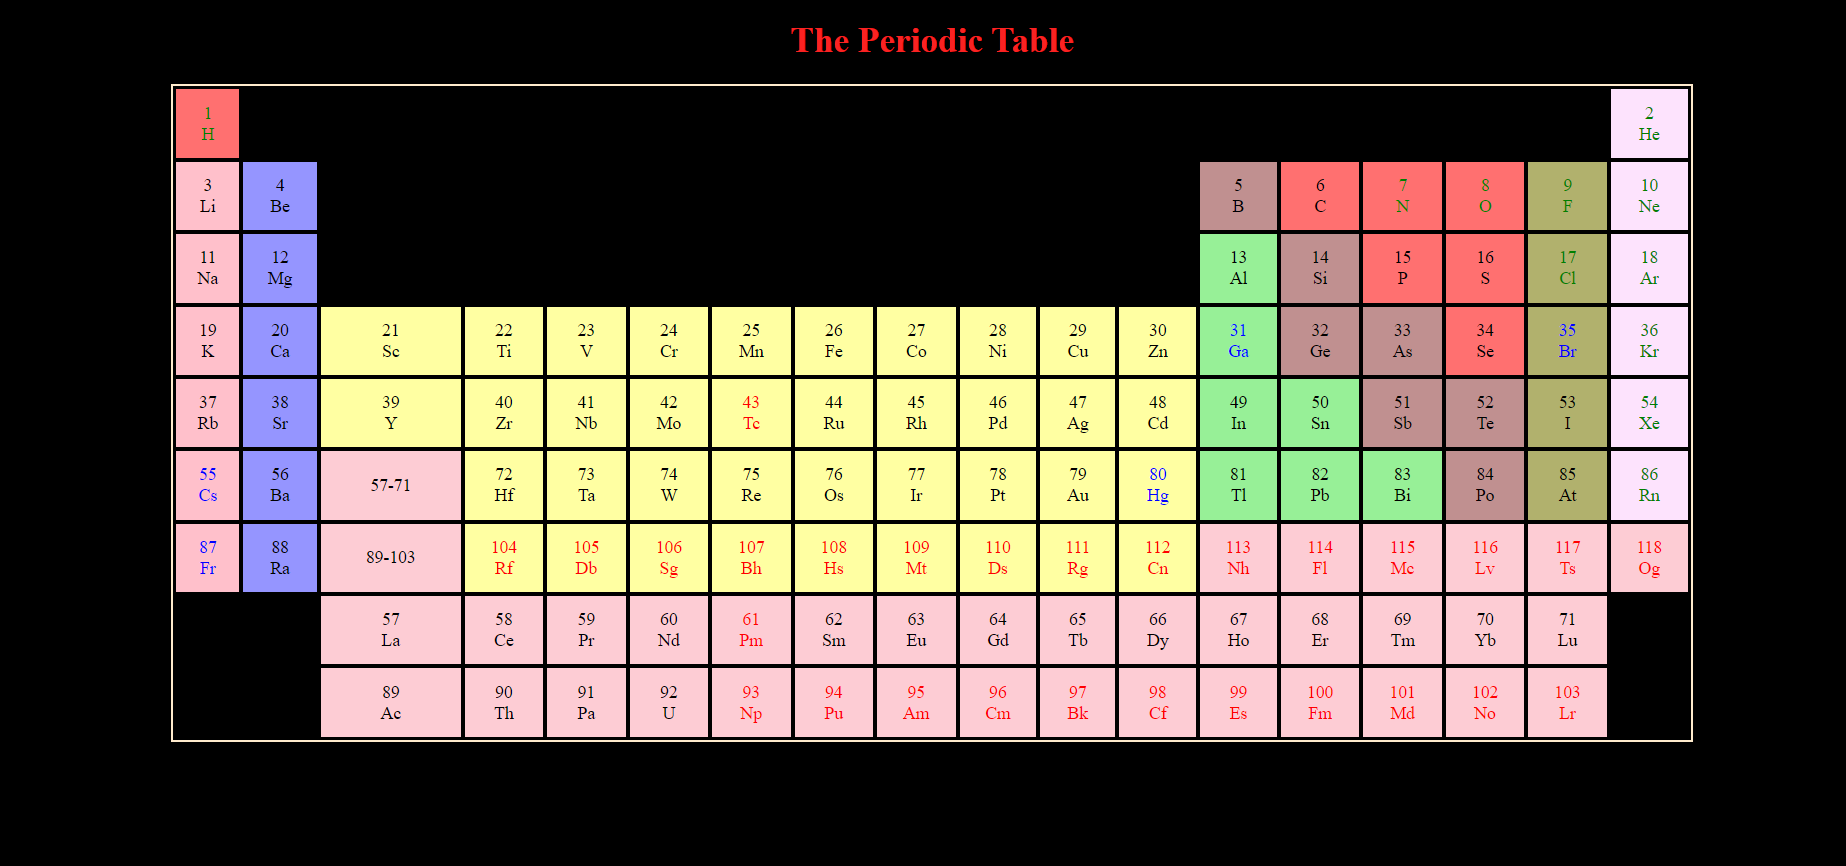 The Periodic Table
1
H
2
He
3
Li
4
Be
5
B
6
C
7
N
8
O
9
F
10
Ne
11
Na
12
Mg
13
Al
14
Si
15
P
16
S
17
Cl
18
Ar
19
K
20
Ca
21
Sc
22
Ti
23
V
24
Cr
25
Mn
26
Fe
27
Co
28
Ni
29
Cu
30
Zn
31
Ga
32
Ge
33
As
34
Se
35
Br
36
Kr
37
Rb
38
Sr
39
Y
40
Zr
41
Nb
42
Mo
43
Tc
44
Ru
45
Rh
46
Pd
47
Ag
48
Cd
49
In
50
Sn
51
Sb
52
Te
53
I
54
Xe
55
Cs
56
Ba
57-71
72
Hf
73
Ta
74
W
75
Re
76
Os
77
Ir
78
Pt
79
Au
80
Hg
81
Tl
82
Pb
83
Bi
84
Po
85
At
86
Rn
87
Fr
88
Ra
89-103
104
Rf
105
Db
106
Sg
107
Bh
108
Hs
109
Mt
110
Ds
111
Rg
112
Cn
113
Nh
114
Fl
115
Mc
116
Lv
117
Ts
118
Og
57
La
58
Ce
59
Pr
60
Nd
61
Pm
62
Sm
63
Eu
64
Gd
65
Tb
66
Dy
67
Ho
68
Er
69
Tm
70
Yb
71
Lu
89
Ac
90
Th
91
Pa
92
U
93
Np
94
Pu
95
Am
96
Cm
97
Bk
98
Cf
99
Es
100
Fm
101
Md
102
No
103
Lr